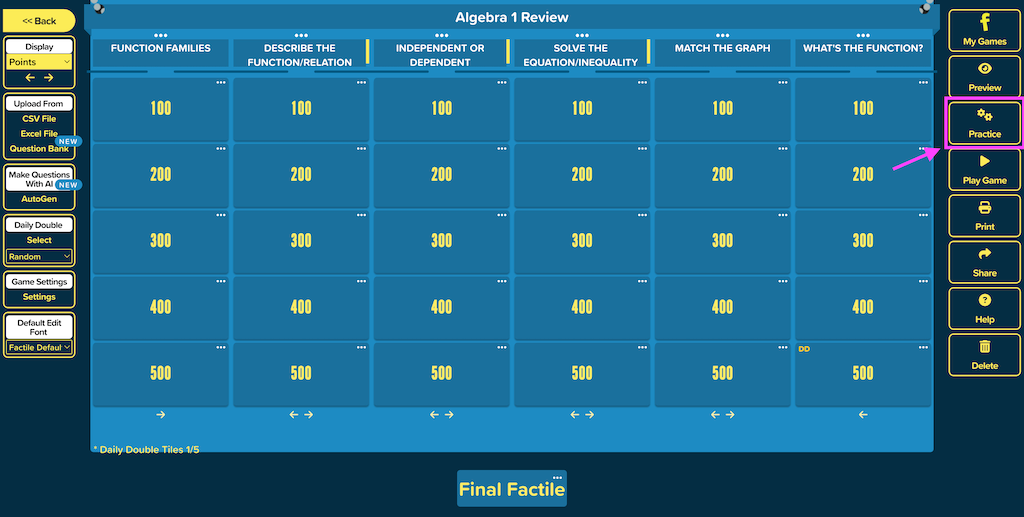 << Back
Display
Points
Upload From
CSV File
Excel File
NEW
Question Bank
Make Questions
With AI
NEW
AutoGen
Daily Double
Select
Random
Game Settings
Settings
Default Edit
Font
Factile Defaul
Algebra 1 Review
FUNCTION FAMILIES
DESCRIBE THE
FUNCTION/RELATION
INDEPENDENT OR
DEPENDENT
SOLVE THE
EQUATION/INEQUALITY
MATCH THE GRAPH
WHAT'S THE FUNCTION?
100 100 100 100 100 100
200 200 200 200 200 200
300 300 300 300 300 300
400 400 400 400 400 400
DD
500 500 500 500 500 500
* Daily Double Tiles 1/5
Final Factile
My Games
Preview
Practice
Play Game
Print
Share
Help
Delete